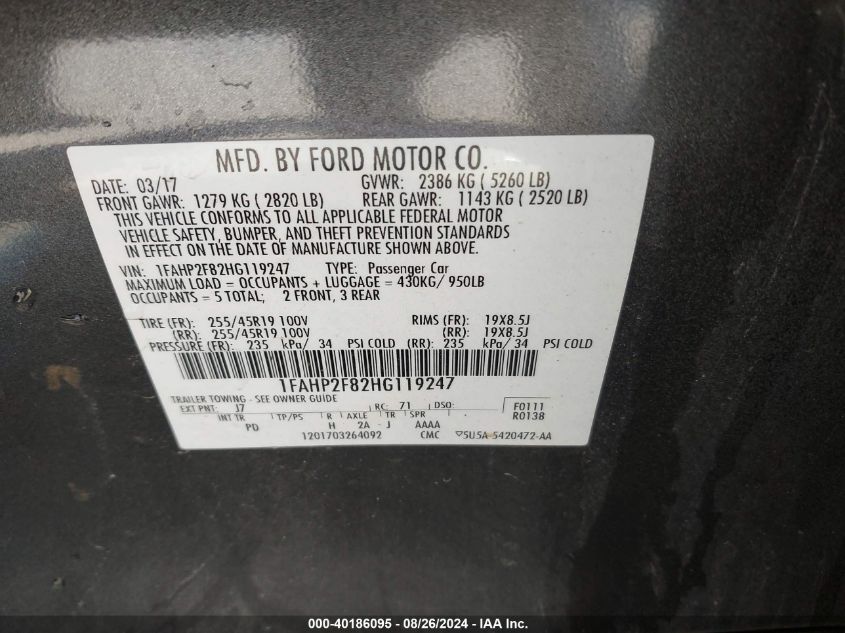 MFD. BY FORD MOTOR CO.
DATE: 03/17 GVWR: 2386 KG ( 5260 LB)
FRONT GAWR: 1279 KG ( 2820 LB) REAR GAWR: 1143 KG ( 2520 LB)
THIS VEHICLE CONFORMS TO ALL APPLICABLE FEDERAL MOTOR
VEHICLE SAFETY, BUMPER, AND THEFT PREVENTION STANDARDS
IN EFFECT ON THE DATE OF MANUFACTURE SHOWN ABOVE.
VIN: 1FAHP2F82HG119247 TYPE: Passenger Car
MAXIMUM LOAD = OCCUPANTS + LUGGAGE = 430KG/ 950LB
OCCUPANTS = 5 TOTAL; 2 FRONT, 3 REAR
TIRE (FR): 255/45R19 100V RIMS (FR): 19X8.5J
(RR): 255/45R19 100V (RR): 19X8.5J
PRESSURE (FR): 235 kPa/ 34 PSI COLD (RR): 235 kPa/ 34 PSI COLD
1FAHP2F82HG119247
TRAILER TOWING - SEE OWNER GUIDE
EXT PNT: J7 RC: 71 DSO: F0111
INT TR TP/PS R AXLE TR SPR R0138
PD H 2A - J AAAA
1201703264092 CMC 5U5A-5420472-AA
000-40186095 - 08/26/2024 - IAA Inc.